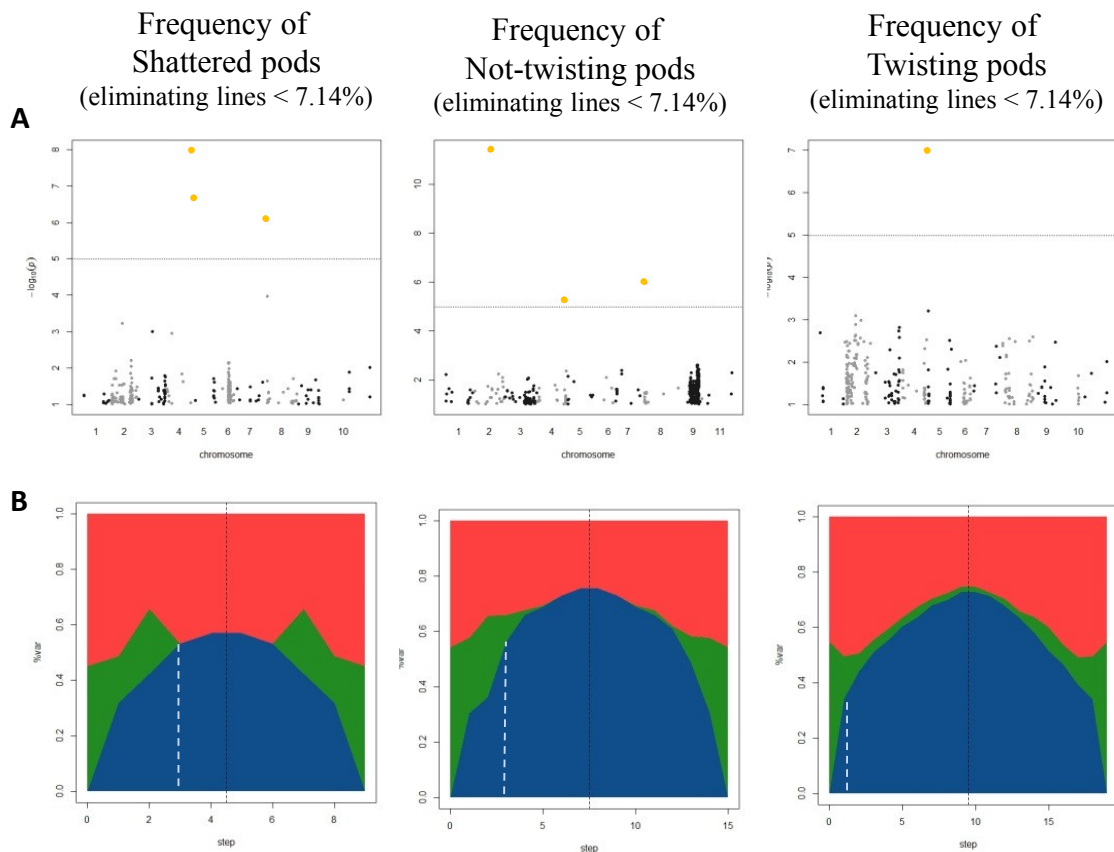 Frequency of
Shattered pods
(eliminating lines < 7.14%)
Frequency of
Not-twisting pods
(eliminating lines < 7.14%)
Frequency of
Twisting pods
(eliminating lines < 7.14%)
A
8
7
6
5
4
3
2
1
−log₁₀(p)
1 2 3 4 5 6 7 8 9 10
chromosome
10
8
6
4
2
1 2 3 4 5 6 7 8 9 11
chromosome
7
6
5
4
3
2
1
−log₁₀(p)
1 2 3 4 5 6 7 8 9 10
chromosome
B
1.0
0.8
0.6
0.4
0.2
0.0
%var
0 2 4 6 8
step
1.0
0.8
0.6
0.4
0.2
0.0
%var
0 5 10 15
step
1.0
0.8
0.6
0.4
0.2
0.0
%var
0 5 10 15
step